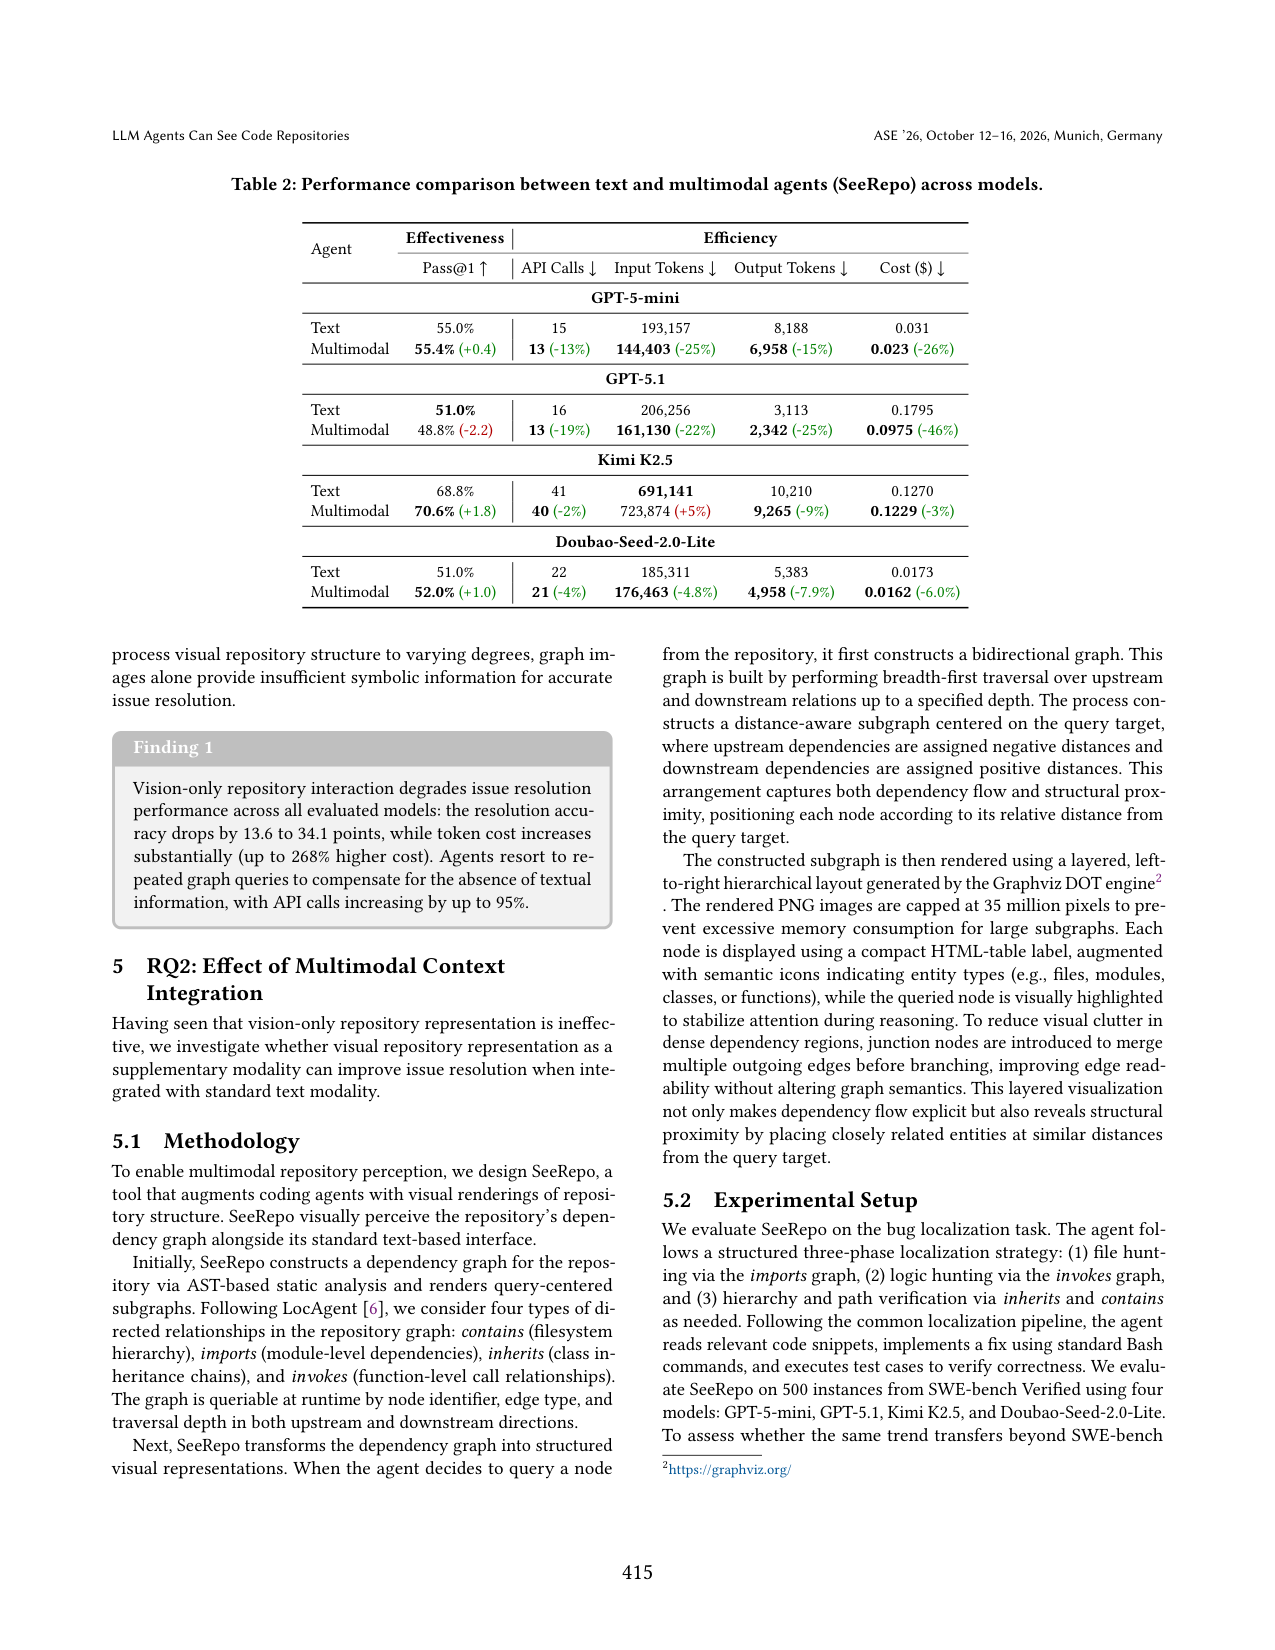 LLM Agents Can See Code Repositories
ASE ’26, October 12–16, 2026, Munich, Germany
Table 2: Performance comparison between text and multimodal agents (SeeRepo) across models.
Agent Effectiveness Efficiency
Pass@1 ↑ API Calls ↓ Input Tokens ↓ Output Tokens ↓ Cost ($) ↓
GPT-5-mini
Text 55.0% 15 193,157 8,188 0.031
Multimodal 55.4% (+0.4) 13 (-13%) 144,403 (-25%) 6,958 (-15%) 0.023 (-26%)
GPT-5.1
Text 51.0% 16 206,256 3,113 0.1795
Multimodal 48.8% (-2.2) 13 (-19%) 161,130 (-22%) 2,342 (-25%) 0.0975 (-46%)
Kimi K2.5
Text 68.8% 41 691,141 10,210 0.1270
Multimodal 70.6% (+1.8) 40 (-2%) 723,874 (+5%) 9,265 (-9%) 0.1229 (-3%)
Doubao-Seed-2.0-Lite
Text 51.0% 22 185,311 5,383 0.0173
Multimodal 52.0% (+1.0) 21 (-4%) 176,463 (-4.8%) 4,958 (-7.9%) 0.0162 (-6.0%)
process visual repository structure to varying degrees, graph im-
ages alone provide insufficient symbolic information for accurate
issue resolution.
Finding 1
Vision-only repository interaction degrades issue resolution
performance across all evaluated models: the resolution accu-
racy drops by 13.6 to 34.1 points, while token cost increases
substantially (up to 268% higher cost). Agents resort to re-
peated graph queries to compensate for the absence of textual
information, with API calls increasing by up to 95%.
5 RQ2: Effect of Multimodal Context
Integration
Having seen that vision-only repository representation is ineffec-
tive, we investigate whether visual repository representation as a
supplementary modality can improve issue resolution when inte-
grated with standard text modality.
5.1 Methodology
To enable multimodal repository perception, we design SeeRepo, a
tool that augments coding agents with visual renderings of reposi-
tory structure. SeeRepo visually perceive the repository’s depen-
dency graph alongside its standard text-based interface.
Initially, SeeRepo constructs a dependency graph for the repos-
itory via AST-based static analysis and renders query-centered
subgraphs. Following LocAgent [6], we consider four types of di-
rected relationships in the repository graph: contains (filesystem
hierarchy), imports (module-level dependencies), inherits (class in-
heritance chains), and invokes (function-level call relationships).
The graph is queriable at runtime by node identifier, edge type, and
traversal depth in both upstream and downstream directions.
Next, SeeRepo transforms the dependency graph into structured
visual representations. When the agent decides to query a node
from the repository, it first constructs a bidirectional graph. This
graph is built by performing breadth-first traversal over upstream
and downstream relations up to a specified depth. The process con-
structs a distance-aware subgraph centered on the query target,
where upstream dependencies are assigned negative distances and
downstream dependencies are assigned positive distances. This
arrangement captures both dependency flow and structural prox-
imity, positioning each node according to its relative distance from
the query target.
The constructed subgraph is then rendered using a layered, left-
to-right hierarchical layout generated by the Graphviz DOT engine2
. The rendered PNG images are capped at 35 million pixels to pre-
vent excessive memory consumption for large subgraphs. Each
node is displayed using a compact HTML-table label, augmented
with semantic icons indicating entity types (e.g., files, modules,
classes, or functions), while the queried node is visually highlighted
to stabilize attention during reasoning. To reduce visual clutter in
dense dependency regions, junction nodes are introduced to merge
multiple outgoing edges before branching, improving edge read-
ability without altering graph semantics. This layered visualization
not only makes dependency flow explicit but also reveals structural
proximity by placing closely related entities at similar distances
from the query target.
5.2 Experimental Setup
We evaluate SeeRepo on the bug localization task. The agent fol-
lows a structured three-phase localization strategy: (1) file hunt-
ing via the imports graph, (2) logic hunting via the invokes graph,
and (3) hierarchy and path verification via inherits and contains
as needed. Following the common localization pipeline, the agent
reads relevant code snippets, implements a fix using standard Bash
commands, and executes test cases to verify correctness. We evalu-
ate SeeRepo on 500 instances from SWE-bench Verified using four
models: GPT-5-mini, GPT-5.1, Kimi K2.5, and Doubao-Seed-2.0-Lite.
To assess whether the same trend transfers beyond SWE-bench
2https://graphviz.org/
415